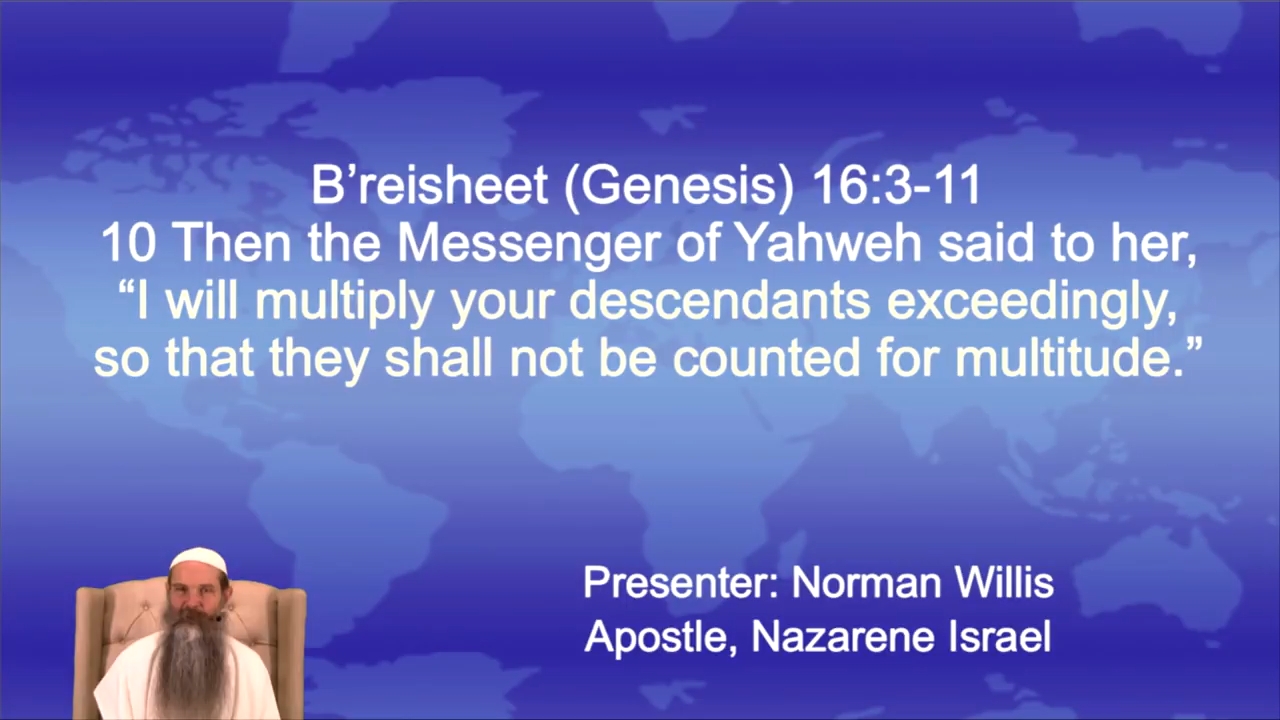 B’reisheet (Genesis) 16:3-11
10 Then the Messenger of Yahweh said to her,
“I will multiply your descendants exceedingly,
so that they shall not be counted for multitude.”
Presenter: Norman Willis
Apostle, Nazarene Israel